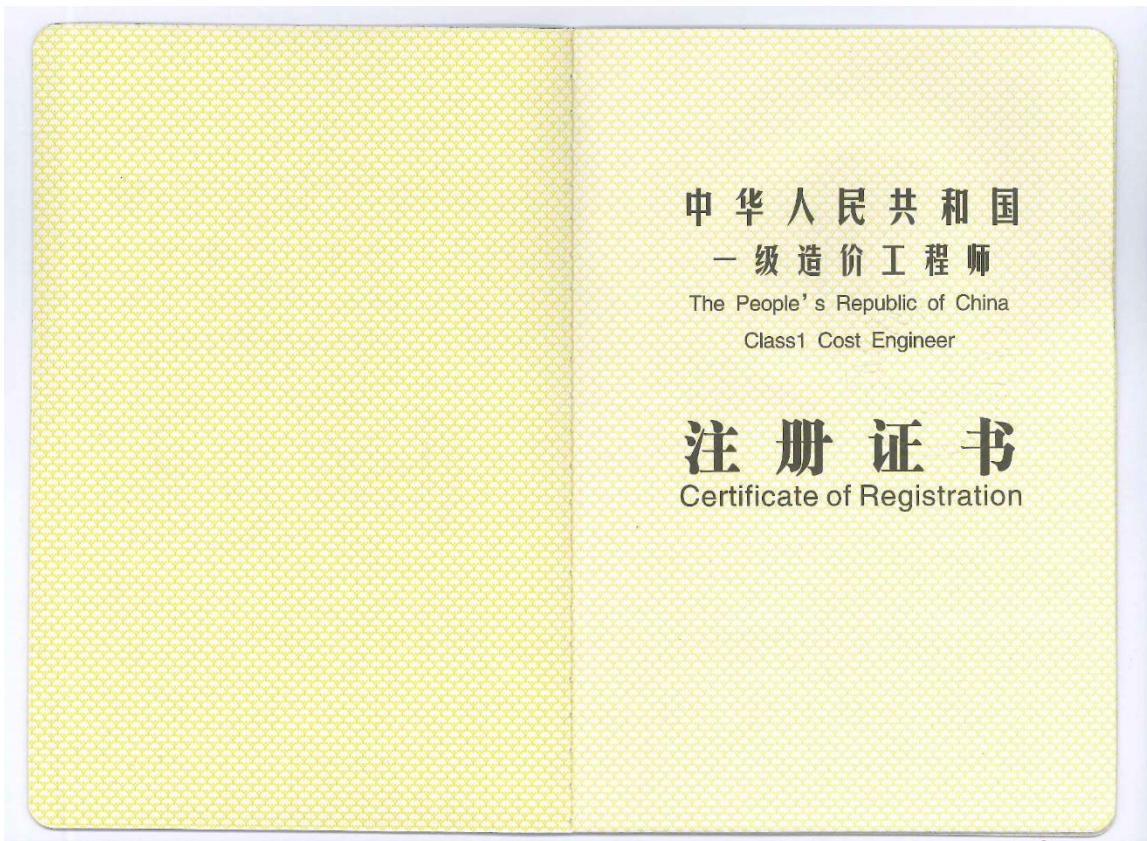 中华人民共和国
一级造价工程师
The People's Republic of China
Class1 Cost Engineer
注册证书
Certificate of Registration